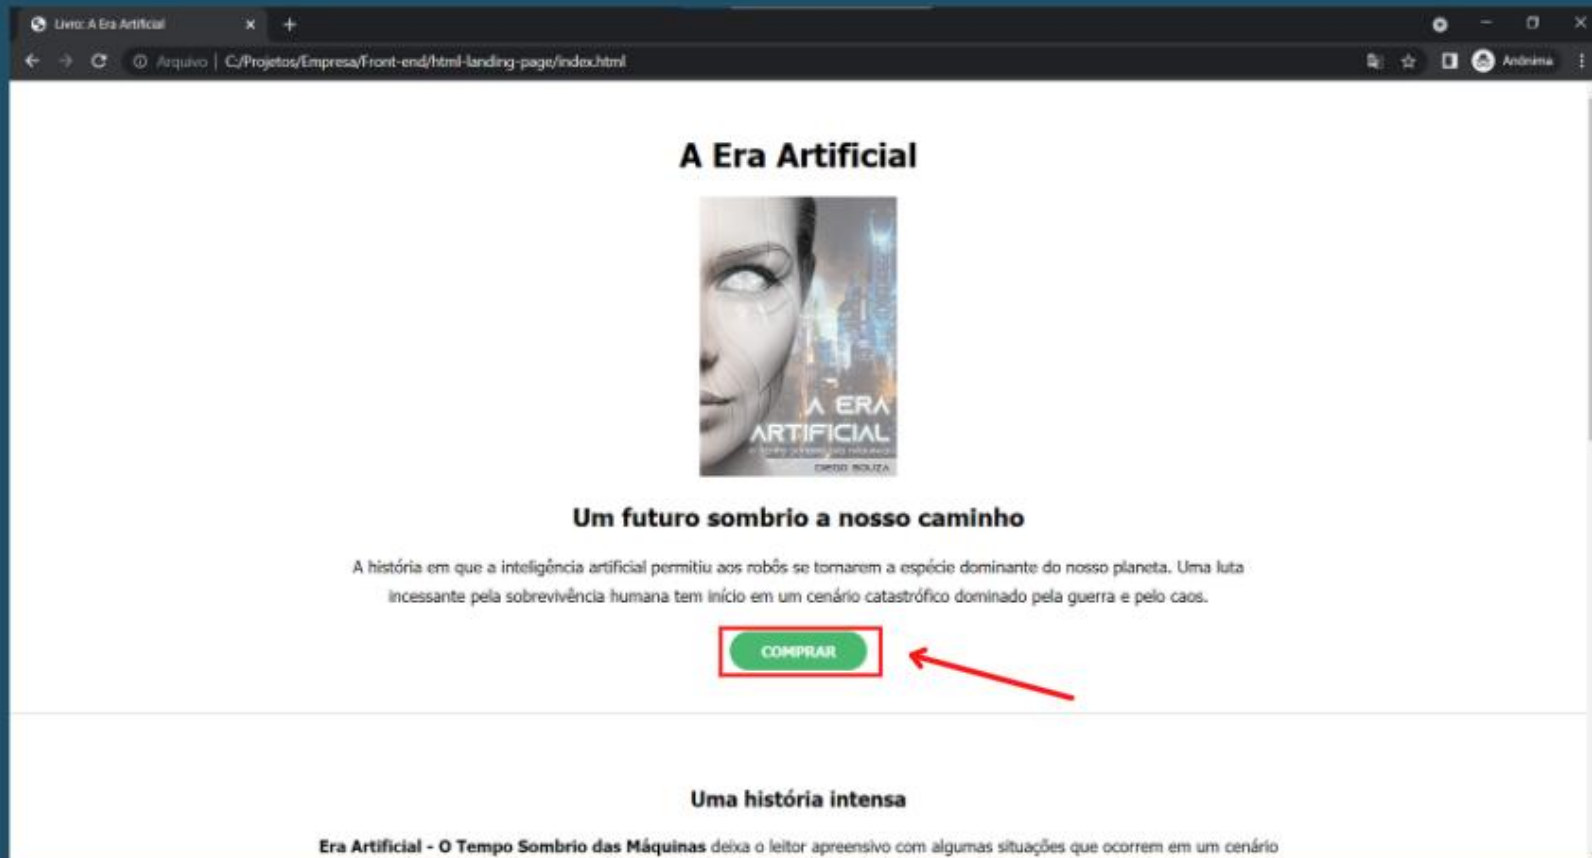 Livro: A Era Artificial
Arquivo | C:/Projetos/Empresa/Front-end/html-landing-page/index.html
Anônima
A Era Artificial
A ERA
ARTIFICIAL
O TEMPO SOMBRIO DAS MÁQUINAS
DIEGO SOUZA
Um futuro sombrio a nosso caminho
A história em que a inteligência artificial permitiu aos robôs se tornarem a espécie dominante do nosso planeta. Uma luta
incessante pela sobrevivência humana tem início em um cenário catastrófico dominado pela guerra e pelo caos.
COMPRAR
Uma história intensa
Era Artificial - O Tempo Sombrio das Máquinas deixa o leitor apreensivo com algumas situações que ocorrem em um cenário